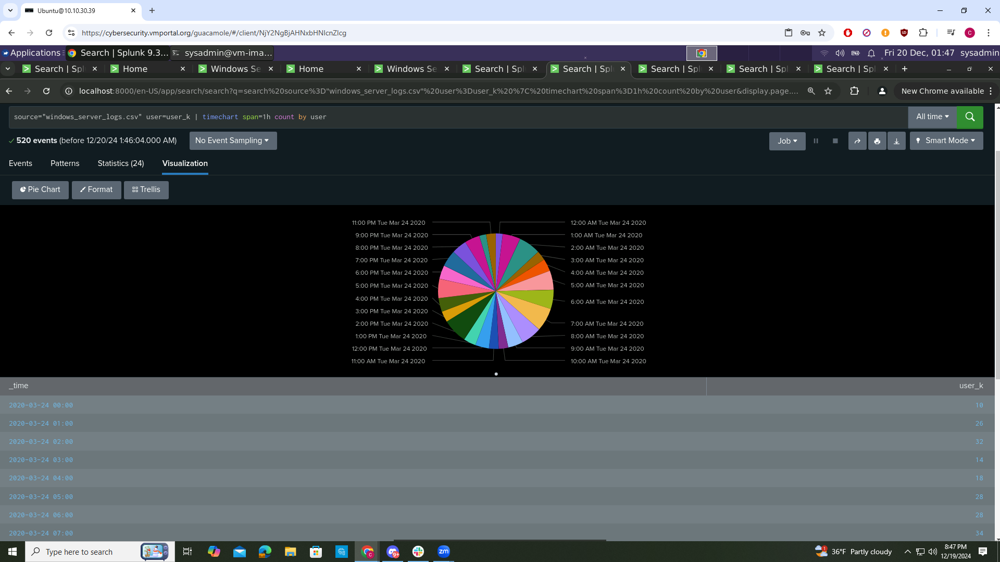 Ubuntu@10.10.30.39
https://cybersecurity.vmportal.org/guacamole/#/client/NjY2NgBjAHNxbHNlcnZlcg
C
Applications
Search | Splunk 9.3...
sysadmin@vm-ima...
Fri 20 Dec, 01:47
sysadmin
Search | Spl
Home
Windows Se
Home
Windows Se
Search | Spl
Search | Spl
Search | Spl
Search | Spl
Search | Spl
localhost:8000/en-US/app/search/search?q=search%20source%3D"windows_server_logs.csv"%20user%3Duser_k%20%7C%20timechart%20span%3D1h%20count%20by%20user&display.page....
New Chrome available
source="windows_server_logs.csv" user=user_k | timechart span=1h count by user
All time
520 events (before 12/20/24 1:46:04.000 AM)
No Event Sampling
Job
Smart Mode
Events
Patterns
Statistics (24)
Visualization
Pie Chart
Format
Trellis
11:00 PM Tue Mar 24 2020
12:00 AM Tue Mar 24 2020
9:00 PM Tue Mar 24 2020
1:00 AM Tue Mar 24 2020
8:00 PM Tue Mar 24 2020
2:00 AM Tue Mar 24 2020
7:00 PM Tue Mar 24 2020
3:00 AM Tue Mar 24 2020
6:00 PM Tue Mar 24 2020
4:00 AM Tue Mar 24 2020
5:00 PM Tue Mar 24 2020
5:00 AM Tue Mar 24 2020
4:00 PM Tue Mar 24 2020
6:00 AM Tue Mar 24 2020
3:00 PM Tue Mar 24 2020
2:00 PM Tue Mar 24 2020
7:00 AM Tue Mar 24 2020
1:00 PM Tue Mar 24 2020
8:00 AM Tue Mar 24 2020
12:00 PM Tue Mar 24 2020
9:00 AM Tue Mar 24 2020
11:00 AM Tue Mar 24 2020
10:00 AM Tue Mar 24 2020
_time
user_k
2020-03-24 00:00
10
2020-03-24 01:00
26
2020-03-24 02:00
32
2020-03-24 03:00
14
2020-03-24 04:00
18
2020-03-24 05:00
28
2020-03-24 06:00
28
2020-03-24 07:00
34
Type here to search
C
9+
zm
1
36°F Partly cloudy
8:47 PM
12/19/2024